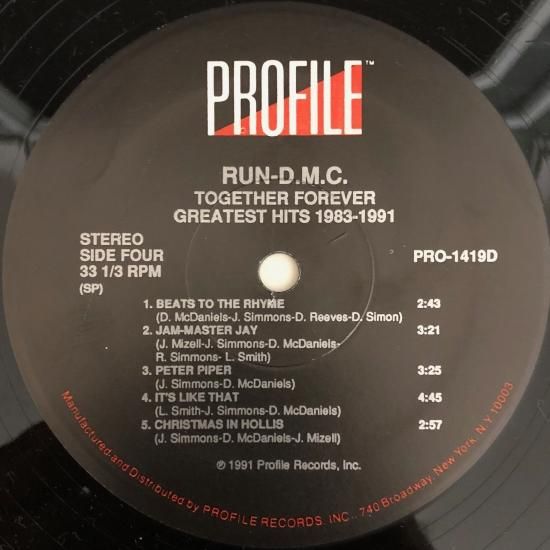 PROFILE™
RUN-D.M.C.
TOGETHER FOREVER
GREATEST HITS 1983-1991
STEREO
SIDE FOUR
33 1/3 RPM
(SP)
PRO-1419D
1. BEATS TO THE RHYME 2:43
(D. McDaniels-J. Simmons-D. Reeves-D. Simon)
2. JAM-MASTER JAY 3:21
(J. Mizell-J. Simmons-D. McDaniels-
R. Simmons- L. Smith)
3. PETER PIPER 3:25
(J. Simmons-D. McDaniels)
4. IT'S LIKE THAT 4:45
(L. Smith-J. Simmons-D. McDaniels)
5. CHRISTMAS IN HOLLIS 2:57
(J. Simmons-D. McDaniels-J. Mizell)
℗ 1991 Profile Records, Inc.
Manufactured and Distributed by PROFILE RECORDS, INC., 740 Broadway, New York, N.Y. 10003